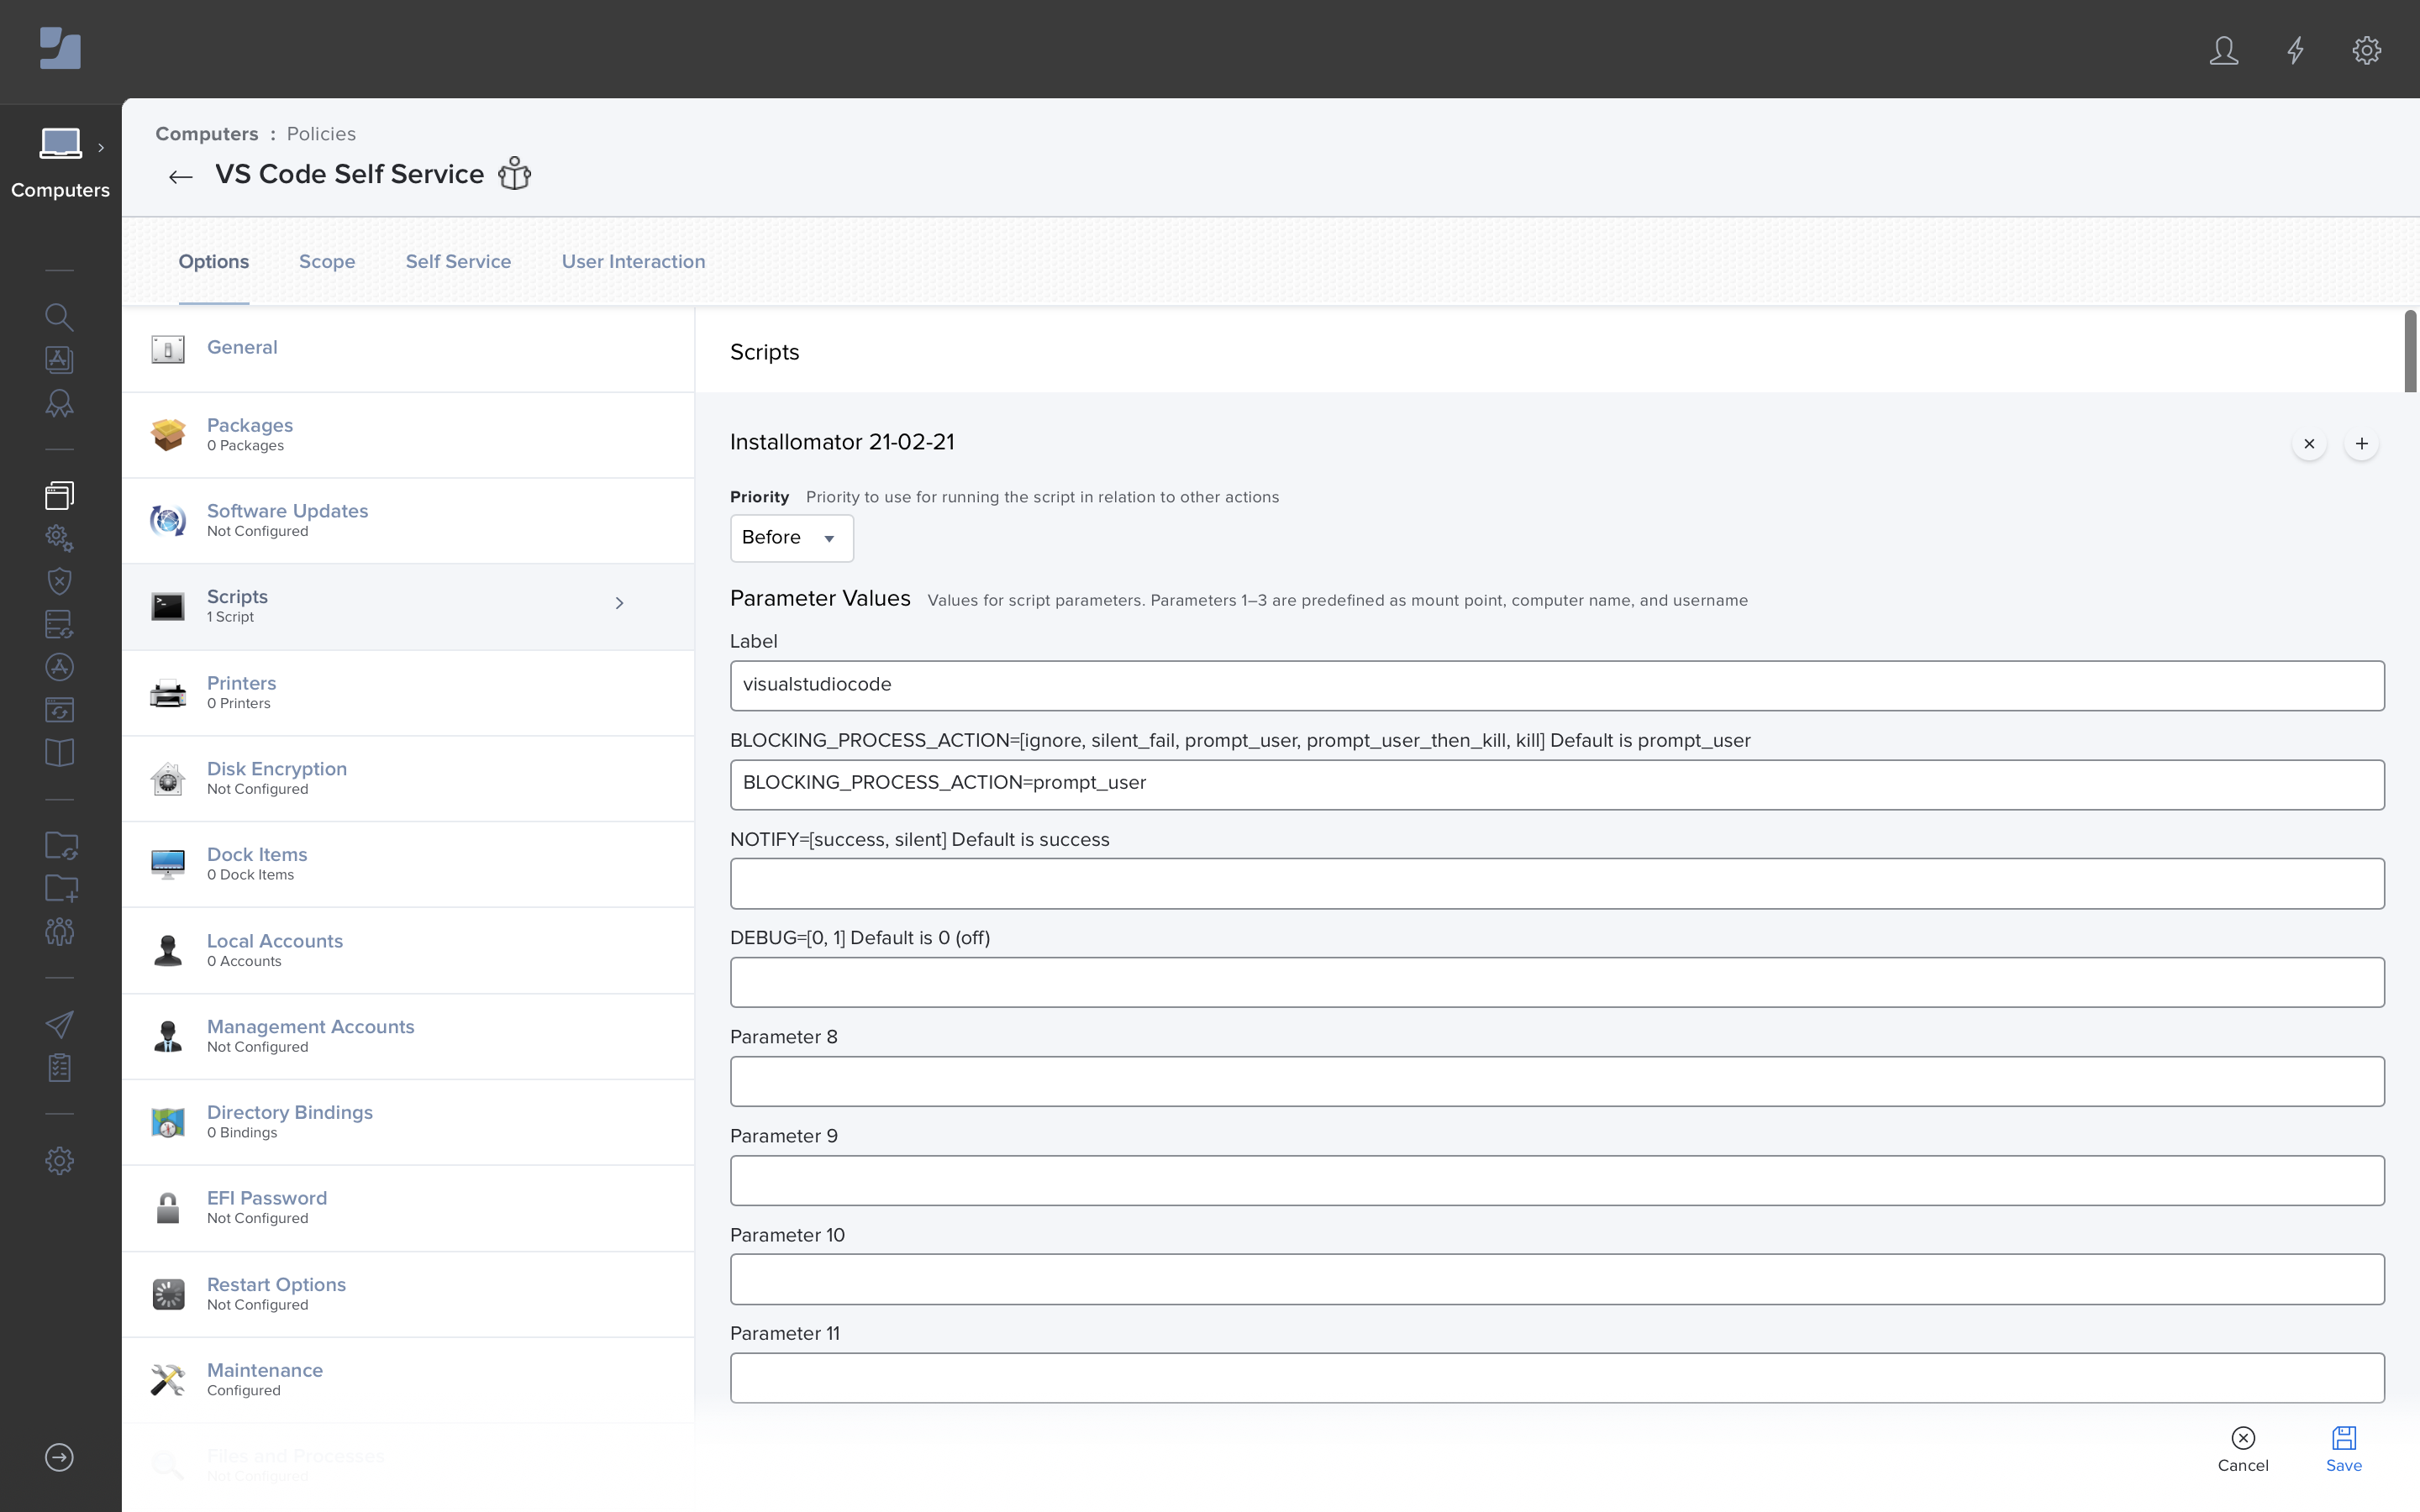 Computers
Computers : Policies
VS Code Self Service
Options
Scope
Self Service
User Interaction
General
Packages
0 Packages
Software Updates
Not Configured
Scripts
1 Script
Printers
0 Printers
Disk Encryption
Not Configured
Dock Items
0 Dock Items
Local Accounts
0 Accounts
Management Accounts
Not Configured
Directory Bindings
0 Bindings
EFI Password
Not Configured
Restart Options
Not Configured
Maintenance
Configured
Files and Processes
Not Configured
Scripts
Installomator 21-02-21
Priority Priority to use for running the script in relation to other actions
Before
Parameter Values Values for script parameters. Parameters 1–3 are predefined as mount point, computer name, and username
Label
visualstudiocode
BLOCKING_PROCESS_ACTION=[ignore, silent_fail, prompt_user, prompt_user_then_kill, kill] Default is prompt_user
BLOCKING_PROCESS_ACTION=prompt_user
NOTIFY=[success, silent] Default is success
DEBUG=[0, 1] Default is 0 (off)
Parameter 8
Parameter 9
Parameter 10
Parameter 11
Cancel
Save